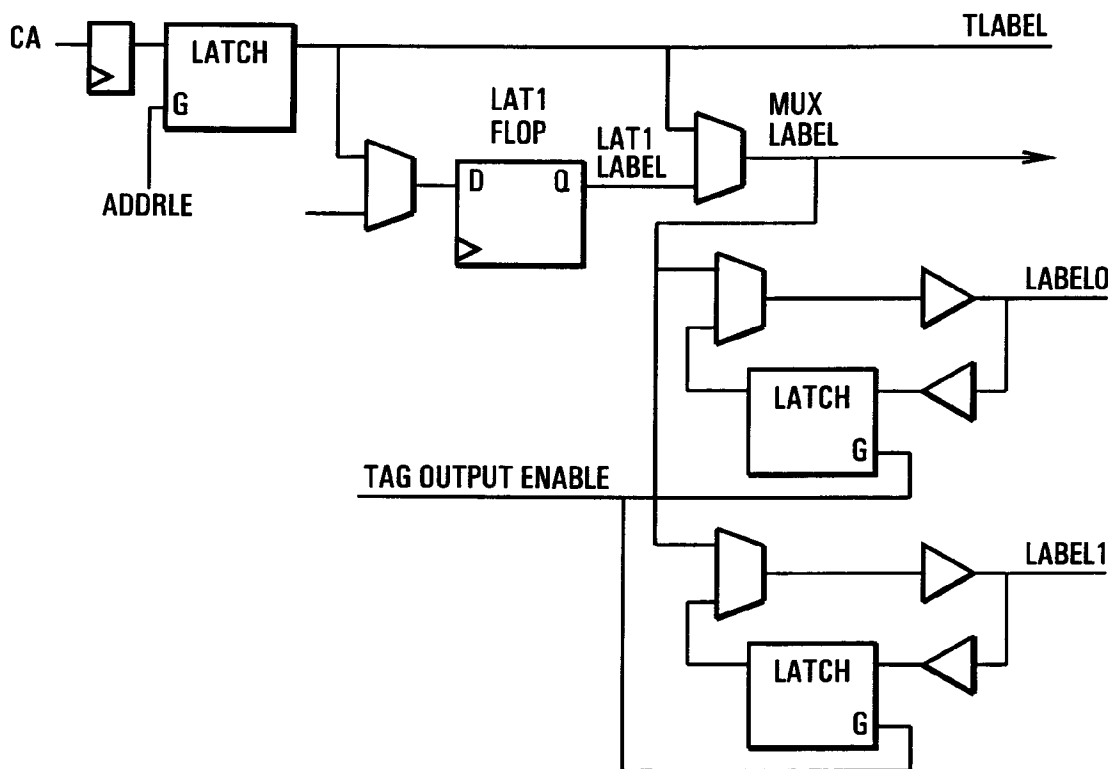 CA
LATCH
G
ADDRLE
TLABEL
LAT1
FLOP
D Q
LAT1
LABEL
MUX
LABEL
LABEL0
LATCH
G
TAG OUTPUT ENABLE
LABEL1
LATCH
G